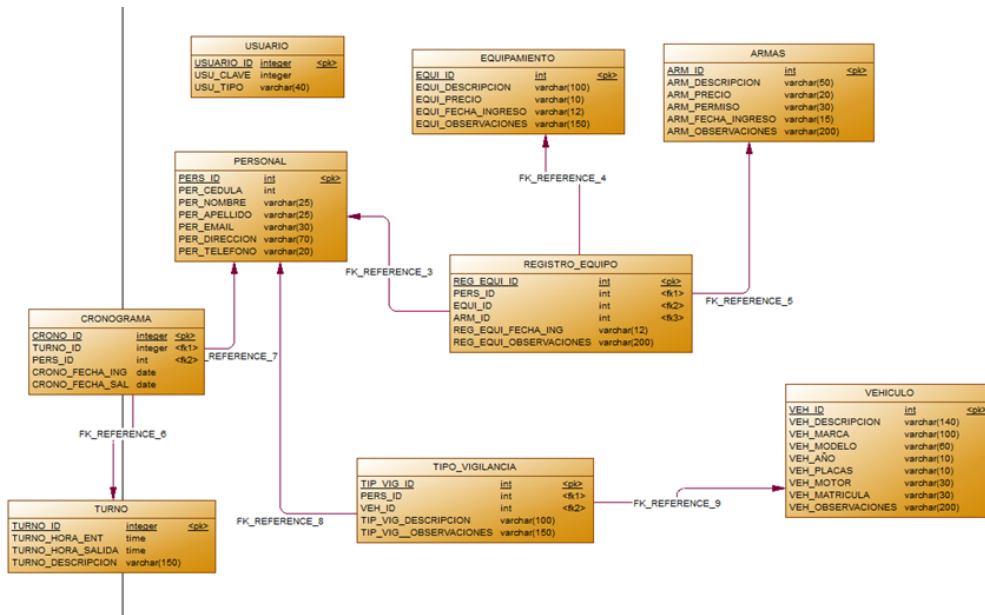 USUARIO
USUARIO_ID integer <pk>
USU_CLAVE integer
USU_TIPO varchar(40)
EQUIPAMIENTO
EQUI_ID int <pk>
EQUI_DESCRIPCION varchar(100)
EQUI_PRECIO varchar(10)
EQUI_FECHA_INGRESO varchar(12)
EQUI_OBSERVACIONES varchar(150)
ARMAS
ARM_ID int <pk>
ARM_DESCRIPCION varchar(50)
ARM_PRECIO varchar(20)
ARM_PERMISO varchar(30)
ARM_FECHA_INGRESO varchar(15)
ARM_OBSERVACIONES varchar(200)
PERSONAL
PERS_ID int <pk>
PER_CEDULA int
PER_NOMBRE varchar(25)
PER_APELLIDO varchar(25)
PER_EMAIL varchar(30)
PER_DIRECCION varchar(70)
PER_TELEFONO varchar(20)
FK_REFERENCE_4
FK_REFERENCE_3
REGISTRO_EQUIPO
REG_EQUI_ID int <pk>
PERS_ID int <fk1>
EQUI_ID int <fk2>
ARM_ID int <fk3>
REG_EQUI_FECHA_ING varchar(12)
REG_EQUI_OBSERVACIONES varchar(200)
FK_REFERENCE_5
CRONOGRAMA
CRONO_ID integer <pk>
TURNO_ID integer <fk1>
PERS_ID int <fk2>
CRONO_FECHA_ING date
CRONO_FECHA_SAL date
_REFERENCE_7
FK_REFERENCE_6
VEHICULO
VEH_ID int <pk>
VEH_DESCRIPCION varchar(140)
VEH_MARCA varchar(100)
VEH_MODELO varchar(60)
VEH_AÑO varchar(10)
VEH_PLACAS varchar(10)
VEH_MOTOR varchar(30)
VEH_MATRICULA varchar(30)
VEH_OBSERVACIONES varchar(200)
TIPO_VIGILANCIA
TIP_VIG_ID int <pk>
PERS_ID int <fk1>
VEH_ID int <fk2>
TIP_VIG_DESCRIPCION varchar(100)
TIP_VIG__OBSERVACIONES varchar(150)
FK_REFERENCE_9
FK_REFERENCE_8
TURNO
TURNO_ID integer <pk>
TURNO_HORA_ENT time
TURNO_HORA_SALIDA time
TURNO_DESCRIPCION varchar(150)